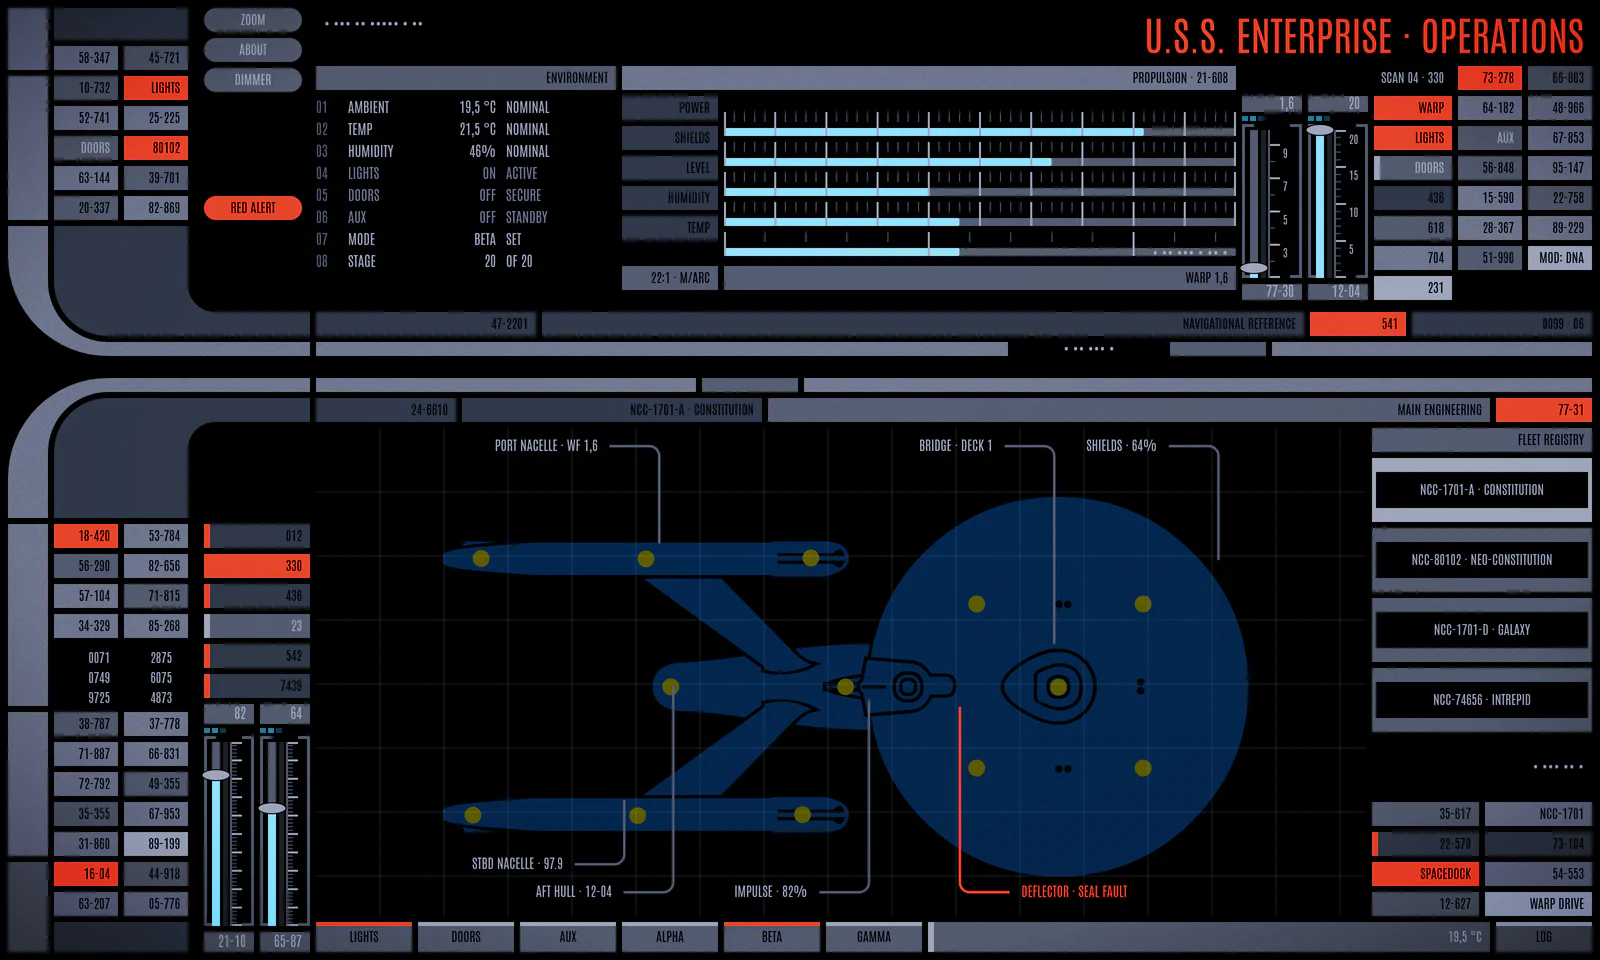 U.S.S. ENTERPRISE · OPERATIONS
ZOOM
ABOUT
DIMMER
RED ALERT
58-347 45-721
10-732 LIGHTS
52-741 25-225
DOORS 80102
63-144 39-701
20-337 82-869
ENVIRONMENT
01 AMBIENT 19,5 °C NOMINAL
02 TEMP 21,5 °C NOMINAL
03 HUMIDITY 46% NOMINAL
04 LIGHTS ON ACTIVE
05 DOORS OFF SECURE
06 AUX OFF STANDBY
07 MODE BETA SET
08 STAGE 20 OF 20
PROPULSION · 21-608
POWER
SHIELDS
LEVEL
HUMIDITY
TEMP
22:1 · M/ARC WARP 1,6
1,6 20
9
7
5
3
20
15
10
5
77-30 12-04
SCAN 04 · 330 73-278 66-803
WARP 64-182 48-966
LIGHTS AUX 67-853
DOORS 56-848 95-147
436 15-590 22-758
618 28-367 89-229
704 51-990 MOD: DNA
231
47-2201 NAVIGATIONAL REFERENCE 541 0099 · 06
24-6610 NCC-1701-A · CONSTITUTION MAIN ENGINEERING 77-31
18-420 53-784
56-290 82-656
57-104 71-815
34-329 85-268
0071 2875
0749 6075
9725 4873
38-787 37-778
71-887 66-831
72-792 49-355
35-355 67-953
31-860 89-199
16-04 44-918
63-207 05-776
012
330
436
23
542
7439
82 64
21-10 65-87
PORT NACELLE · WF 1,6
BRIDGE · DECK 1
SHIELDS · 64%
STBD NACELLE · 97.9
AFT HULL · 12-04
IMPULSE · 82%
DEFLECTOR · SEAL FAULT
FLEET REGISTRY
NCC-1701-A · CONSTITUTION
NCC-80102 · NEO-CONSTITUTION
NCC-1701-D · GALAXY
NCC-74656 · INTREPID
35-617 NCC-1701
22-570 73-104
SPACEDOCK 54-553
12-627 WARP DRIVE
LIGHTS DOORS AUX ALPHA BETA GAMMA 19,5 °C LOG